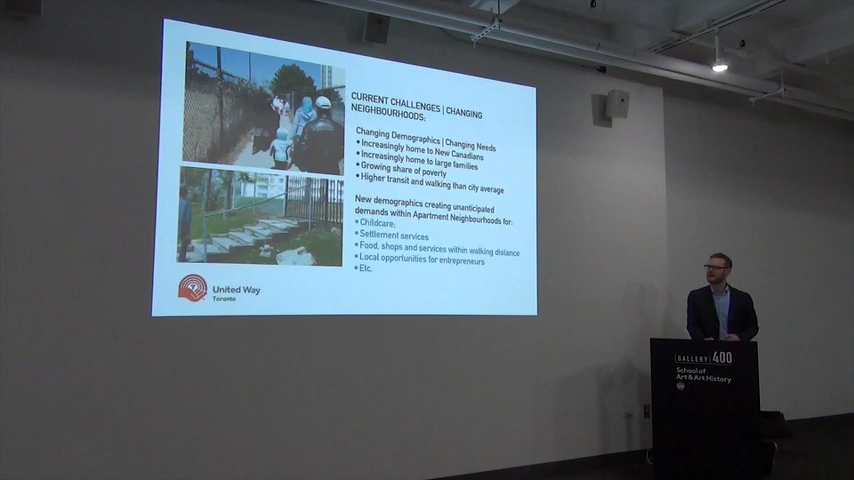 CURRENT CHALLENGES | CHANGING
NEIGHBOURHOODS:
Changing Demographics | Changing Needs
• Increasingly home to New Canadians
• Increasingly home to large families
• Growing share of poverty
• Higher transit and walking than city average
New demographics creating unanticipated
demands within Apartment Neighbourhoods for:
• Childcare;
• Settlement services
• Food, shops and services within walking distance
• Local opportunities for entrepreneurs
• Etc.
United Way
Toronto
GALLERY 400
School of
Art & Art History